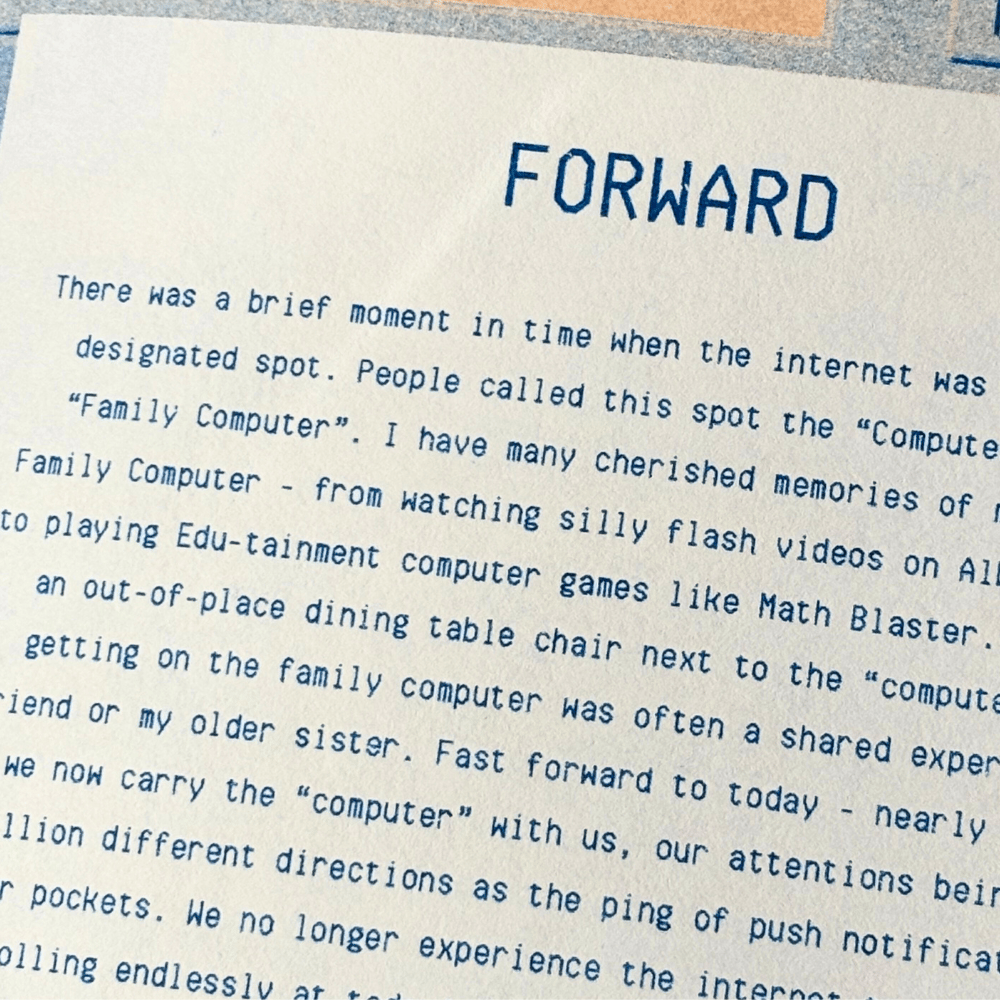 FORWARD
There was a brief moment in time when the internet was
designated spot. People called this spot the “Compute
“Family Computer”. I have many cherished memories of
Family Computer - from watching silly flash videos on
to playing Edu-tainment computer games like Math Blaster.
an out-of-place dining table chair next to the “compute
getting on the family computer was often a shared exper
riend or my older sister. Fast forward to today - nearly
we now carry the “computer” with us, our attentions bein
llion different directions as the ping of push notificat
r pockets. We no longer experience the internet
olling endlessly at